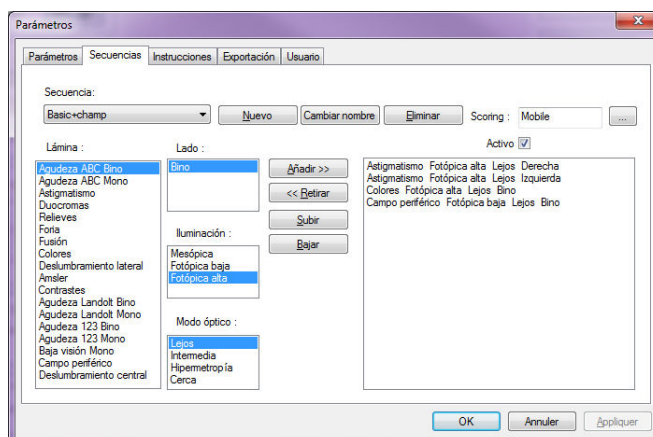 Parámetros
Parámetros Secuencias Instrucciones Exportación Usuario
Secuencia:
Basic+champ Nuevo Cambiar nombre Eliminar Scoring : Mobile ...
Activo
Lámina :
Agudeza ABC Bino
Agudeza ABC Mono
Astigmatismo
Duocromas
Relieves
Foria
Fusión
Colores
Deslumbramiento lateral
Amsler
Contrastes
Agudeza Landolt Bino
Agudeza Landolt Mono
Agudeza 123 Bino
Agudeza 123 Mono
Baja visión Mono
Campo periférico
Deslumbramiento central
Lado :
Bino
Iluminación :
Mesópica
Fotópica baja
Fotópica alta
Modo óptico :
Lejos
Intermedia
Hipermetropía
Cerca
Añadir >>
<< Retirar
Subir
Bajar
Astigmatismo Fotópica alta Lejos Derecha
Astigmatismo Fotópica alta Lejos Izquierda
Colores Fotópica alta Lejos Bino
Campo periférico Fotópica baja Lejos Bino
OK Annuler Appliquer